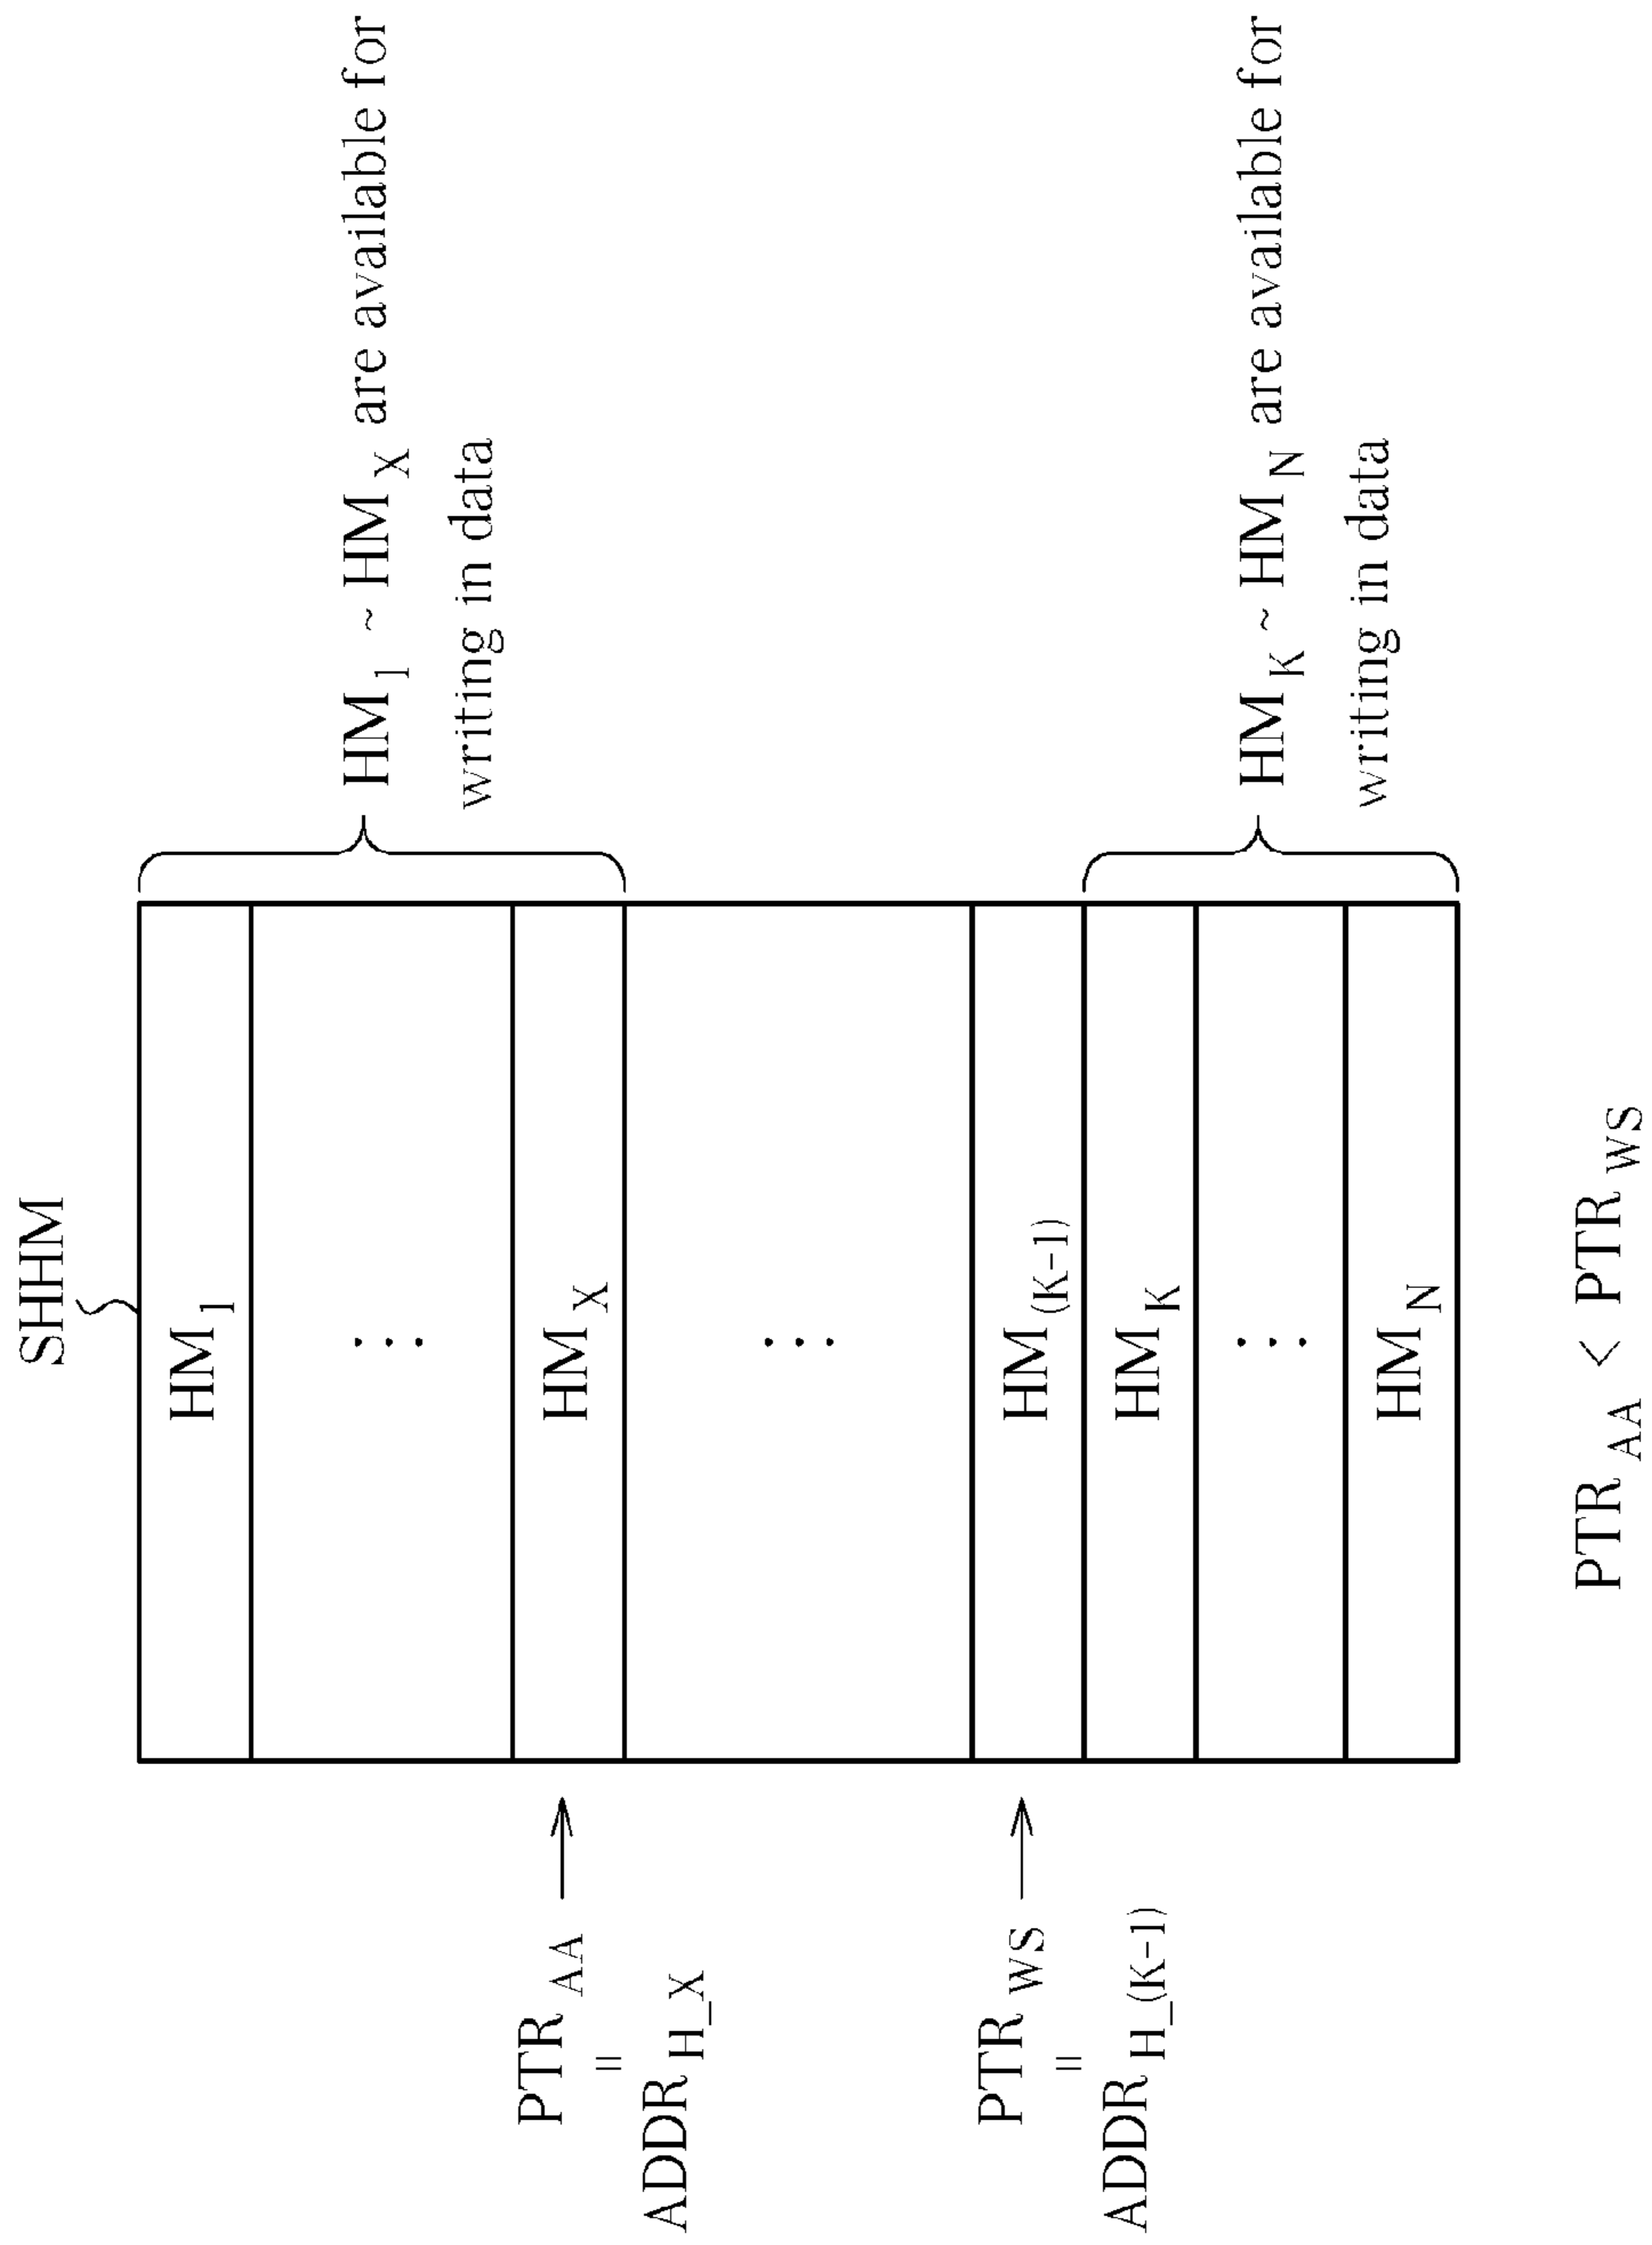 SHHM
HM1
⋮
HMX
⋮
HM(K-1)
HMK
⋮
HMN
HM1 ~ HMX are available for
writing in data
HMK ~ HMN are available for
writing in data
PTRAA
=
ADDRH_X
PTRWS
=
ADDRH_(K-1)
PTRAA < PTRWS